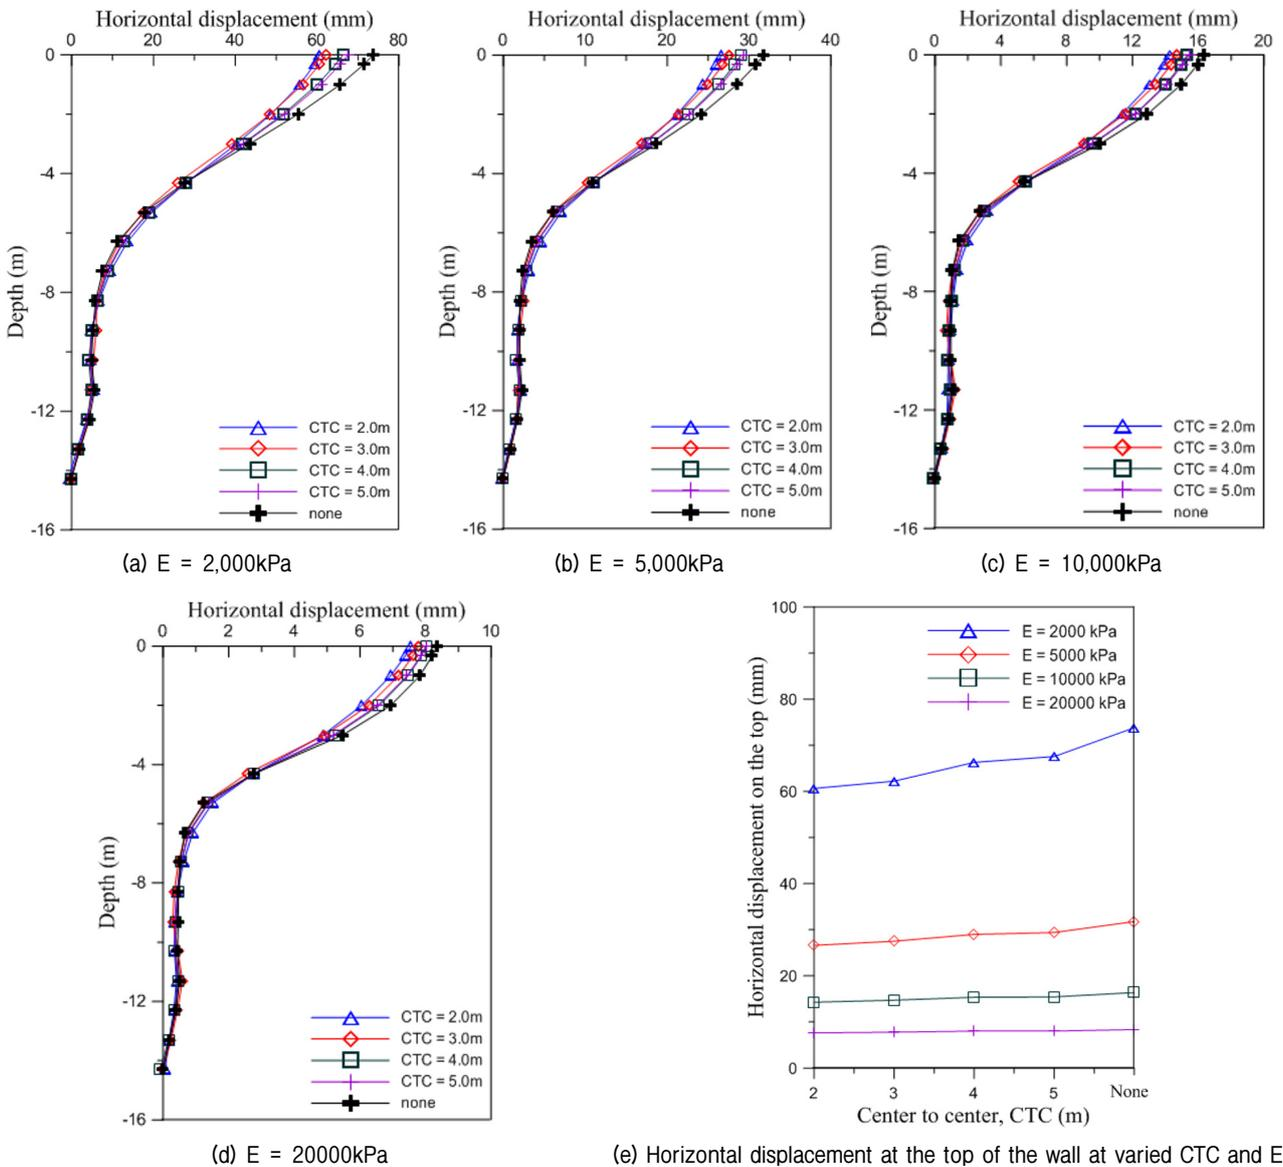 Horizontal displacement (mm)
0 20 40 60 80
0
-4
-8
-12
-16
Depth (m)
CTC = 2.0m
CTC = 3.0m
CTC = 4.0m
CTC = 5.0m
none
(a) E = 2,000kPa
Horizontal displacement (mm)
0 10 20 30 40
0
-4
-8
-12
-16
Depth (m)
CTC = 2.0m
CTC = 3.0m
CTC = 4.0m
CTC = 5.0m
none
(b) E = 5,000kPa
Horizontal displacement (mm)
0 4 8 12 16 20
0
-4
-8
-12
-16
Depth (m)
CTC = 2.0m
CTC = 3.0m
CTC = 4.0m
CTC = 5.0m
none
(c) E = 10,000kPa
Horizontal displacement (mm)
0 2 4 6 8 10
0
-4
-8
-12
-16
Depth (m)
CTC = 2.0m
CTC = 3.0m
CTC = 4.0m
CTC = 5.0m
none
(d) E = 20000kPa
Horizontal displacement on the top (mm)
100
80
60
40
20
0
E = 2000 kPa
E = 5000 kPa
E = 10000 kPa
E = 20000 kPa
2 3 4 5 None
Center to center, CTC (m)
(e) Horizontal displacement at the top of the wall at varied CTC and E